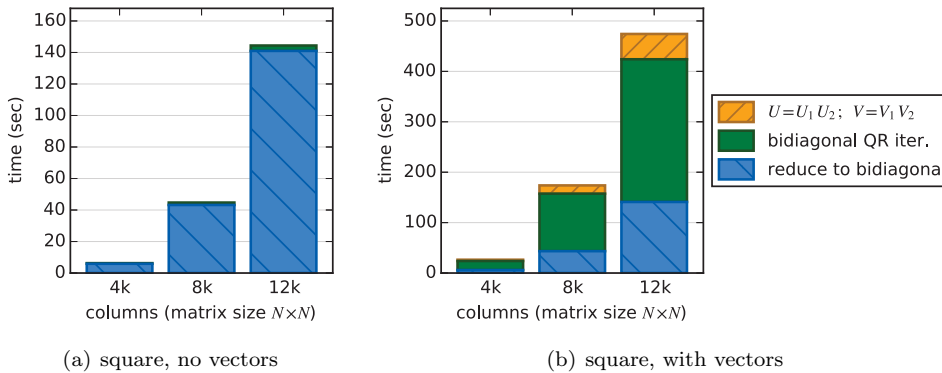 160
140
120
100
80
60
40
20
0
time (sec)
4k 8k 12k
columns (matrix size N×N)
(a) square, no vectors
500
400
300
200
100
0
time (sec)
4k 8k 12k
columns (matrix size N×N)
(b) square, with vectors
U=U₁U₂; V=V₁V₂
bidiagonal QR iter.
reduce to bidiagonal